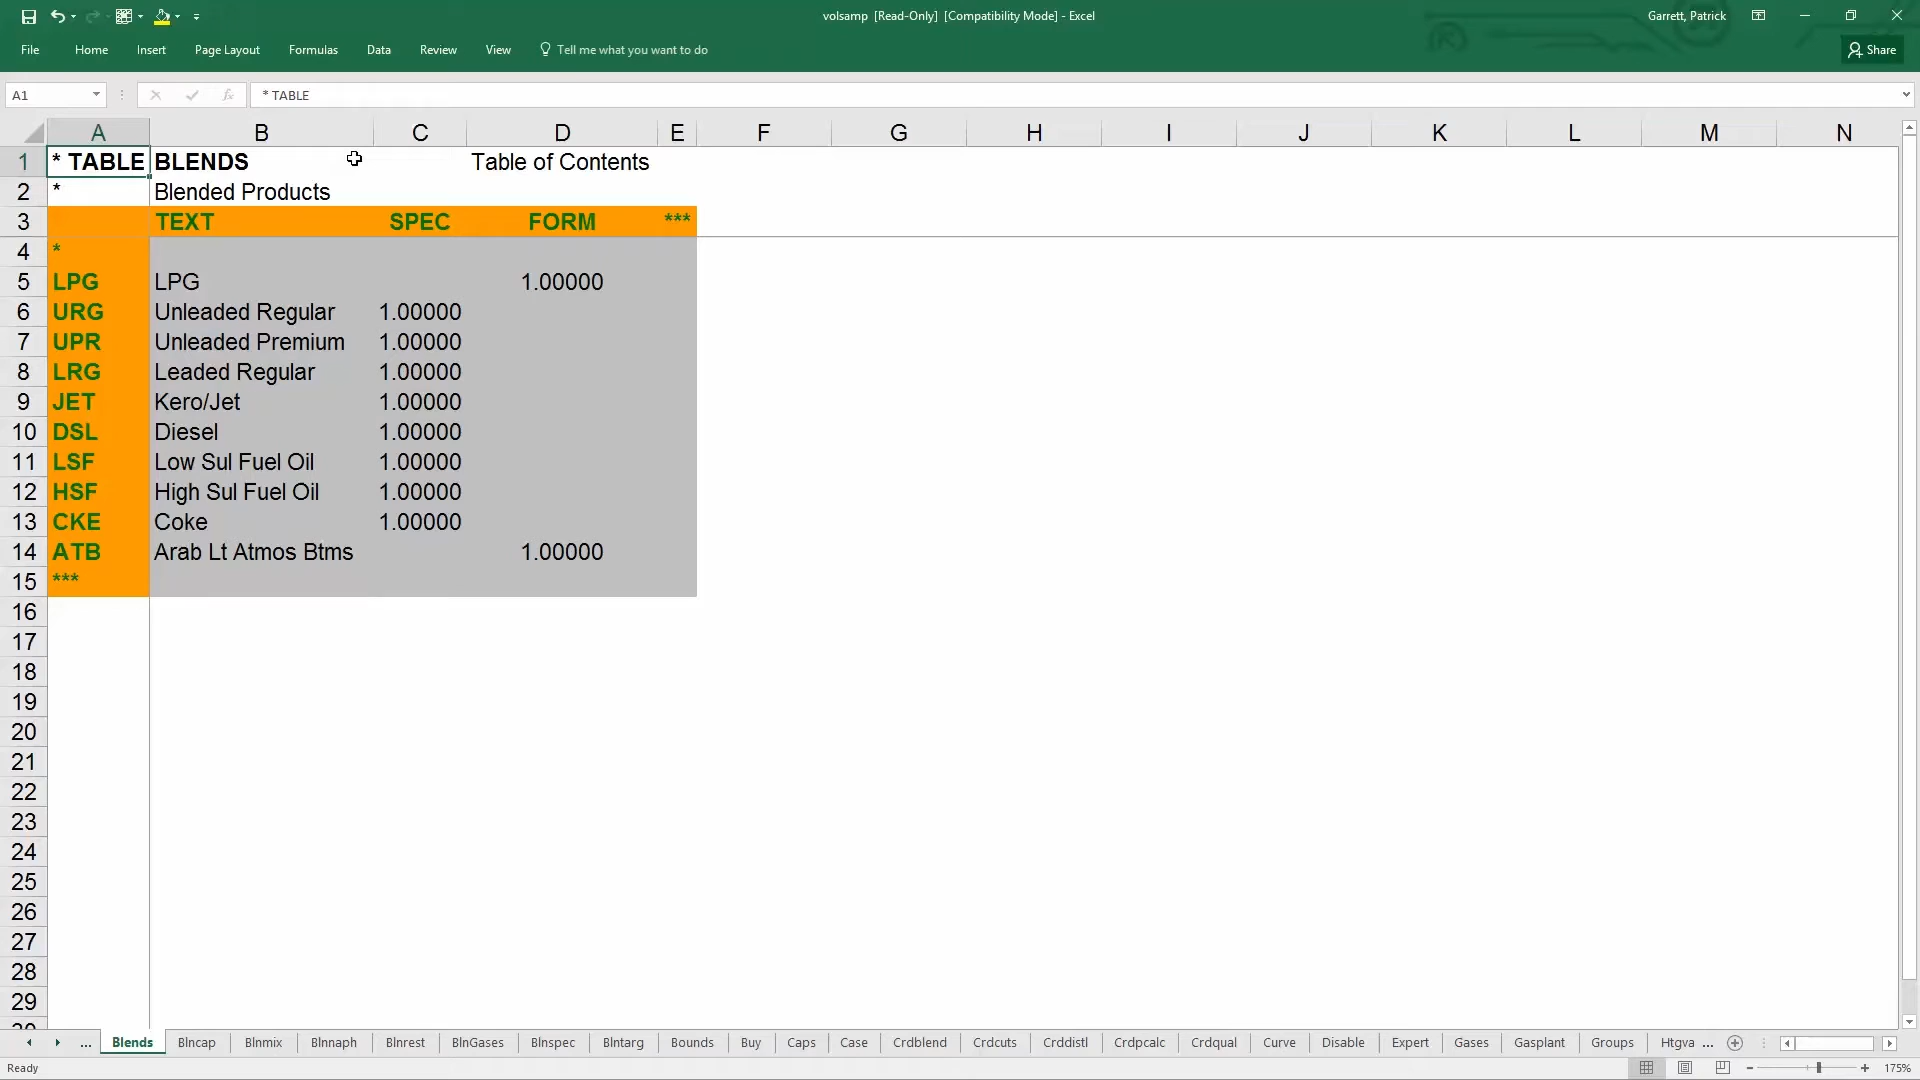 volsamp [Read-Only] [Compatibility Mode] - Excel
Garrett, Patrick
File Home Insert Page Layout Formulas Data Review View Tell me what you want to do Share
A1 fx * TABLE
A B C D E F G H I J K L M N
1 * TABLE BLENDS Table of Contents
2 * Blended Products
3 TEXT SPEC FORM ***
4 *
5 LPG LPG 1.00000
6 URG Unleaded Regular 1.00000
7 UPR Unleaded Premium 1.00000
8 LRG Leaded Regular 1.00000
9 JET Kero/Jet 1.00000
10 DSL Diesel 1.00000
11 LSF Low Sul Fuel Oil 1.00000
12 HSF High Sul Fuel Oil 1.00000
13 CKE Coke 1.00000
14 ATB Arab Lt Atmos Btms 1.00000
15 ***
16
17
18
19
20
21
22
23
24
25
26
27
28
29
30
... Blends Blncap Blnmix Blnnaph Blnrest BlnGases Blnspec Blntarg Bounds Buy Caps Case Crdblend Crdcuts Crddistl Crdpcalc Crdqual Curve Disable Expert Gases Gasplant Groups Htgva ...
Ready 175%